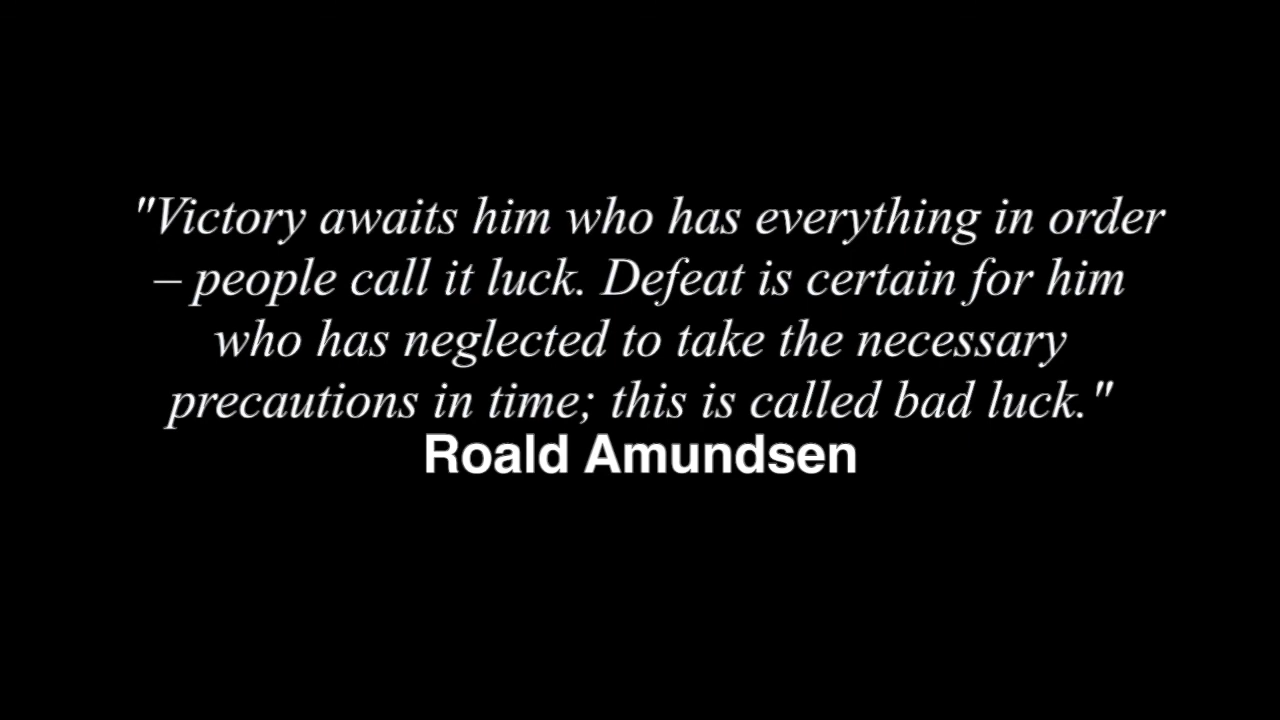 "Victory awaits him who has everything in order
– people call it luck. Defeat is certain for him
who has neglected to take the necessary
precautions in time; this is called bad luck."
Roald Amundsen